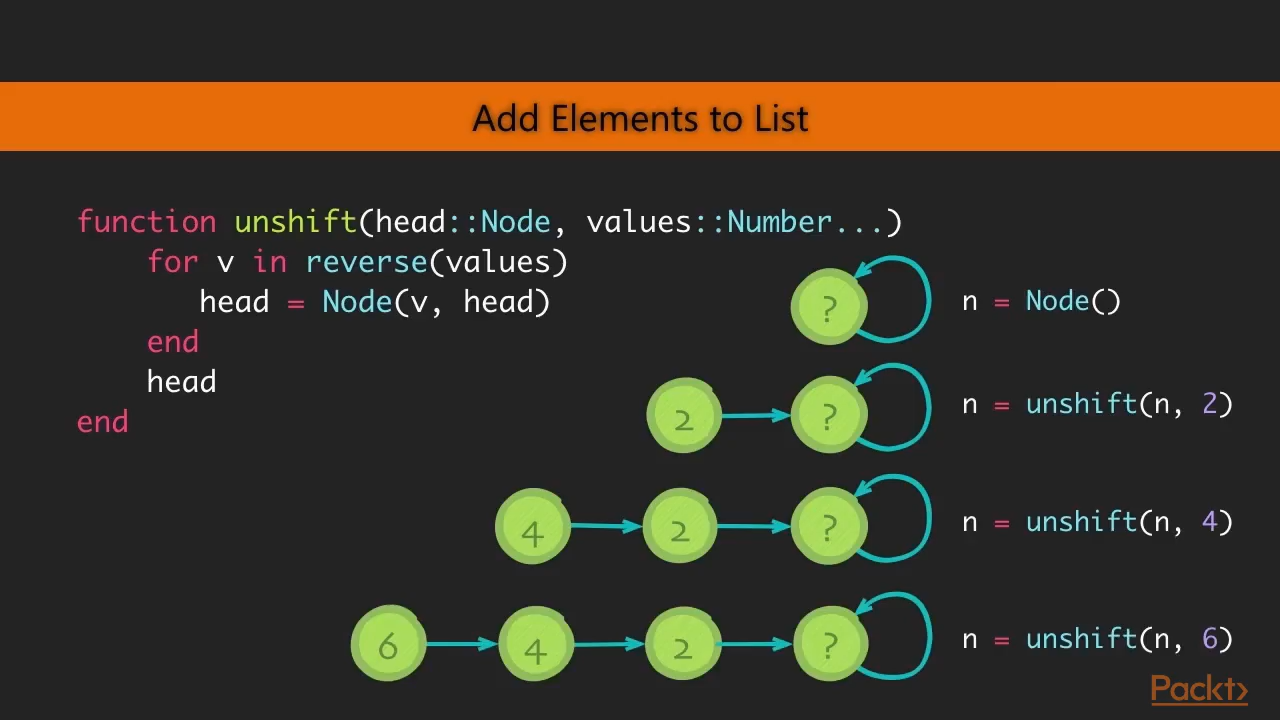 Add Elements to List
function unshift(head::Node, values::Number...)
for v in reverse(values)
head = Node(v, head)
end
head
end
? n = Node()
2 ? n = unshift(n, 2)
4 2 ? n = unshift(n, 4)
6 4 2 ? n = unshift(n, 6)
Packt>